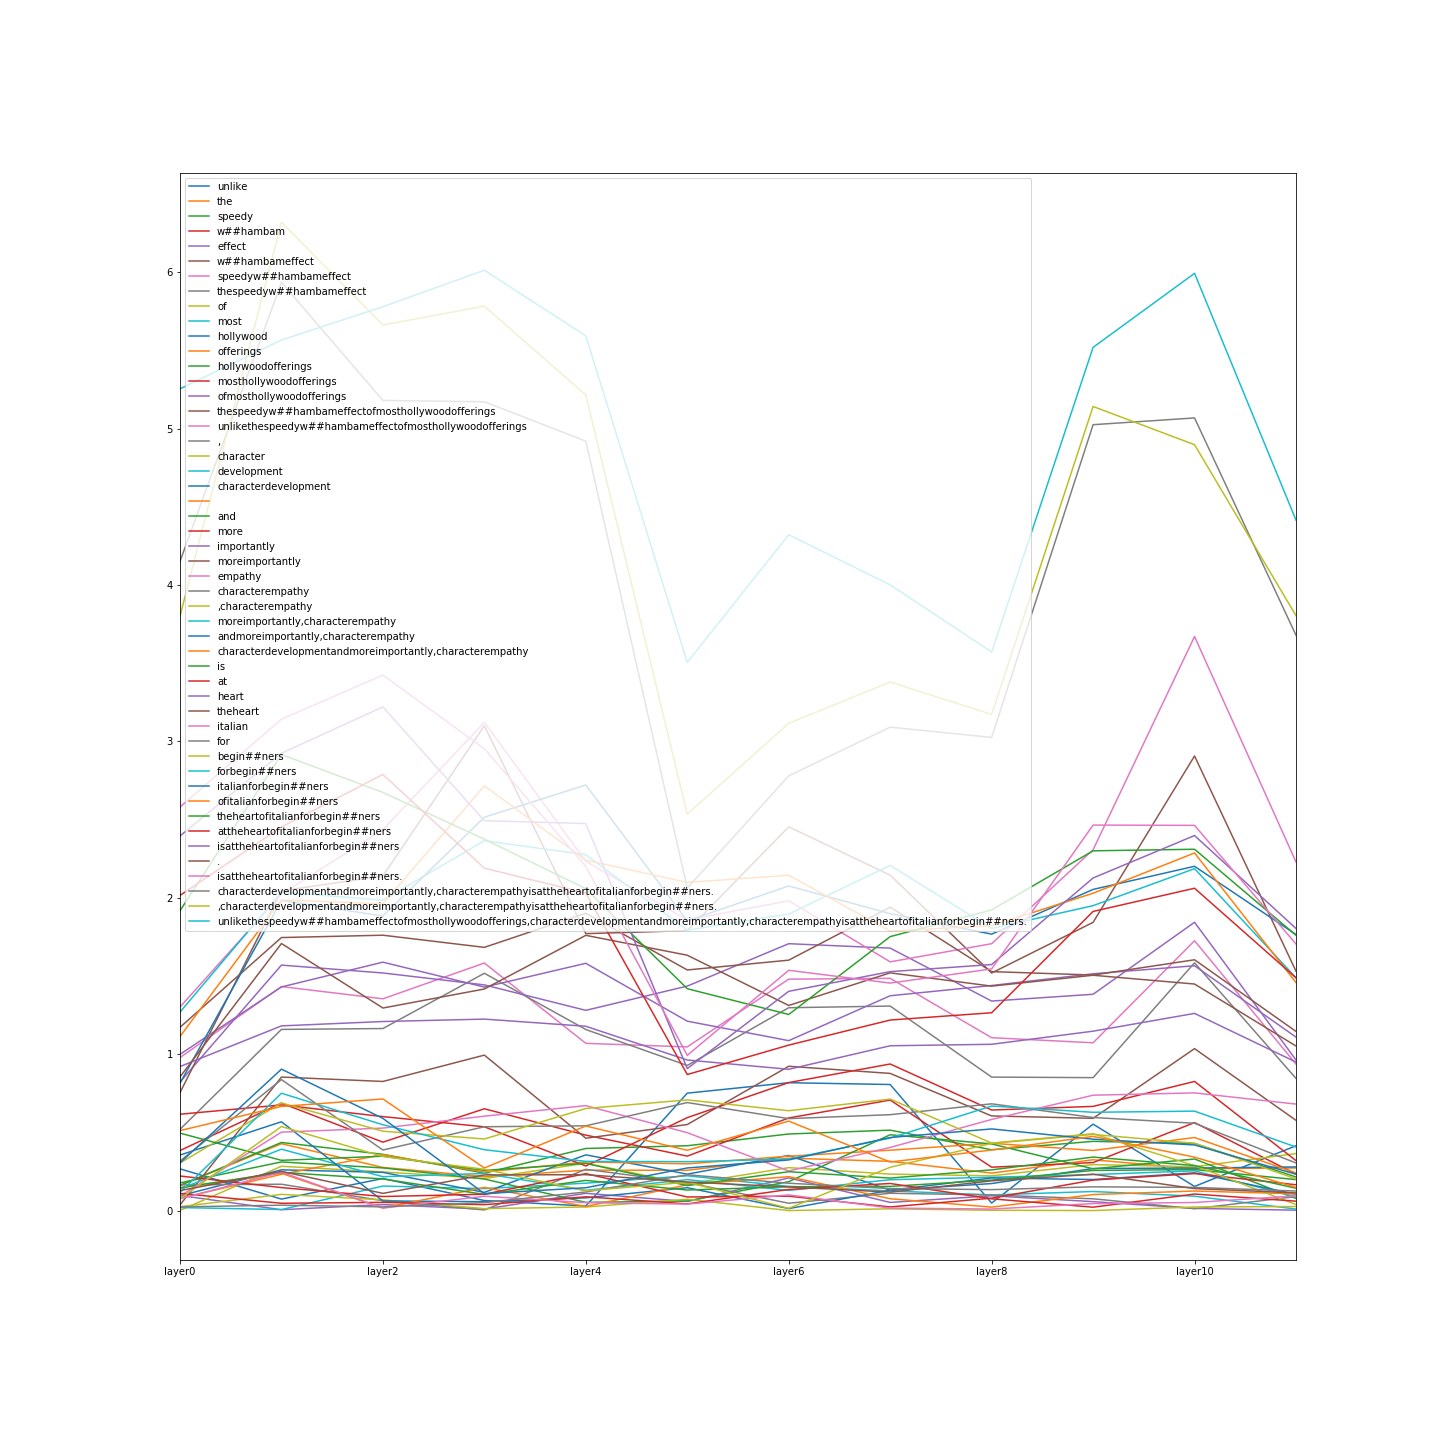 unlike
the
speedy
w##hambam
effect
w##hambameffect
speedyw##hambameffect
thespeedyw##hambameffect
of
most
hollywood
offerings
hollywoodofferings
mosthollywoodofferings
ofmosthollywoodofferings
thespeedyw##hambameffectofmosthollywoodofferings
unlikethespeedyw##hambameffectofmosthollywoodofferings
,
character
development
characterdevelopment
and
more
importantly
moreimportantly
empathy
characterempathy
,characterempathy
moreimportantly,characterempathy
andmoreimportantly,characterempathy
characterdevelopmentandmoreimportantly,characterempathy
is
at
heart
theheart
italian
for
begin##ners
forbegin##ners
italianforbegin##ners
ofitalianforbegin##ners
theheartofitalianforbegin##ners
attheheartofitalianforbegin##ners
isattheheartofitalianforbegin##ners
.
isattheheartofitalianforbegin##ners.
characterdevelopmentandmoreimportantly,characterempathyisattheheartofitalianforbegin##ners.
,characterdevelopmentandmoreimportantly,characterempathyisattheheartofitalianforbegin##ners.
unlikethespeedyw##hambameffectofmosthollywoodofferings,characterdevelopmentandmoreimportantly,characterempathyisattheheartofitalianforbegin##ners.
6
5
4
3
2
1
0
layer0 layer2 layer4 layer6 layer8 layer10